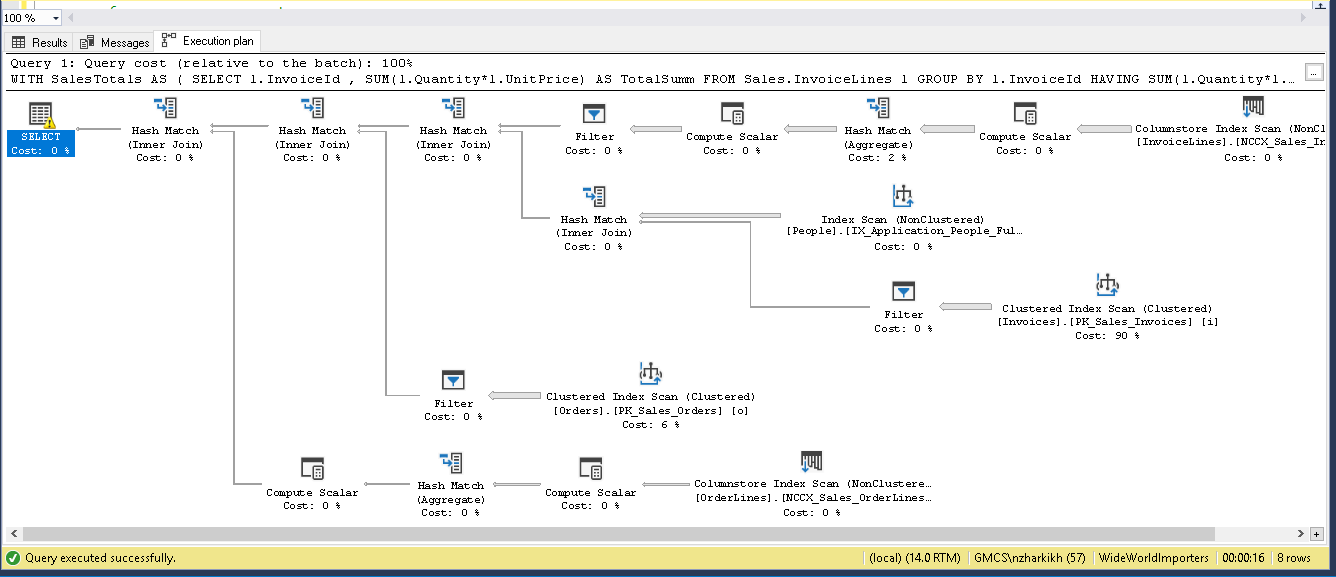 100 %
Results Messages Execution plan
Query 1: Query cost (relative to the batch): 100%
WITH SalesTotals AS ( SELECT l.InvoiceId , SUM(l.Quantity*l.UnitPrice) AS TotalSumm FROM Sales.InvoiceLines l GROUP BY l.InvoiceId HAVING SUM(l.Quantity*l....
...
SELECT
Cost: 0 %
Hash Match
(Inner Join)
Cost: 0 %
Hash Match
(Inner Join)
Cost: 0 %
Hash Match
(Inner Join)
Cost: 0 %
Filter
Cost: 0 %
Compute Scalar
Cost: 0 %
Hash Match
(Aggregate)
Cost: 2 %
Compute Scalar
Cost: 0 %
Columnstore Index Scan (NonCl
[InvoiceLines].[NCCX_Sales_In
Cost: 0 %
Hash Match
(Inner Join)
Cost: 0 %
Index Scan (NonClustered)
[People].[IX_Application_People_Ful…
Cost: 0 %
Filter
Cost: 0 %
Clustered Index Scan (Clustered)
[Invoices].[PK_Sales_Invoices] [i]
Cost: 90 %
Filter
Cost: 0 %
Clustered Index Scan (Clustered)
[Orders].[PK_Sales_Orders] [o]
Cost: 6 %
Compute Scalar
Cost: 0 %
Hash Match
(Aggregate)
Cost: 0 %
Compute Scalar
Cost: 0 %
Columnstore Index Scan (NonClustere…
[OrderLines].[NCCX_Sales_OrderLines…
Cost: 0 %
Query executed successfully.
(local) (14.0 RTM) GMCS\nzharkikh (57) WideWorldImporters 00:00:16 8 rows